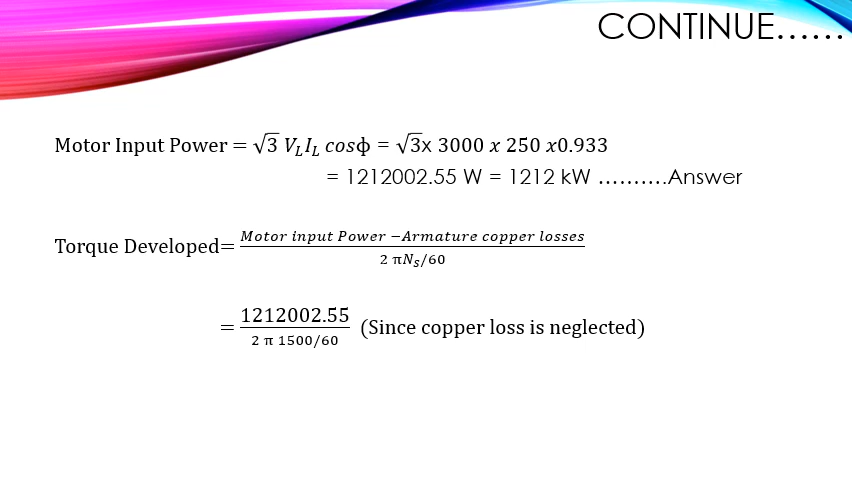 CONTINUE……
Motor Input Power = √3 V_L I_L cosϕ = √3x 3000 x 250 x0.933
= 1212002.55 W = 1212 kW ……….Answer
Torque Developed= (Motor input Power −Armature copper losses) / (2 πN_S/60)
= 1212002.55 / (2 π 1500/60) (Since copper loss is neglected)